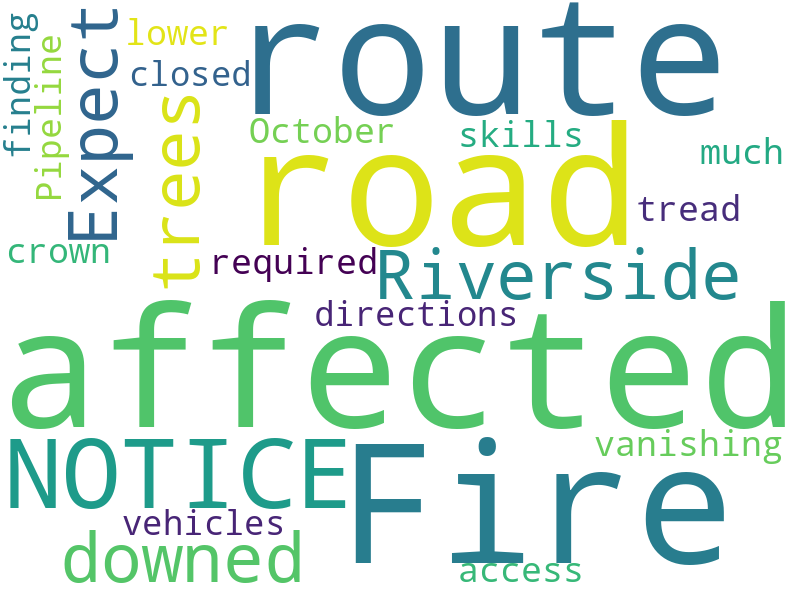 finding
Pipeline
Expect
lower
closed
trees
route
October
skills
much
road
tread
crown
required
Riverside
directions
affected
NOTICE
Fire
vanishing
vehicles
downed
access